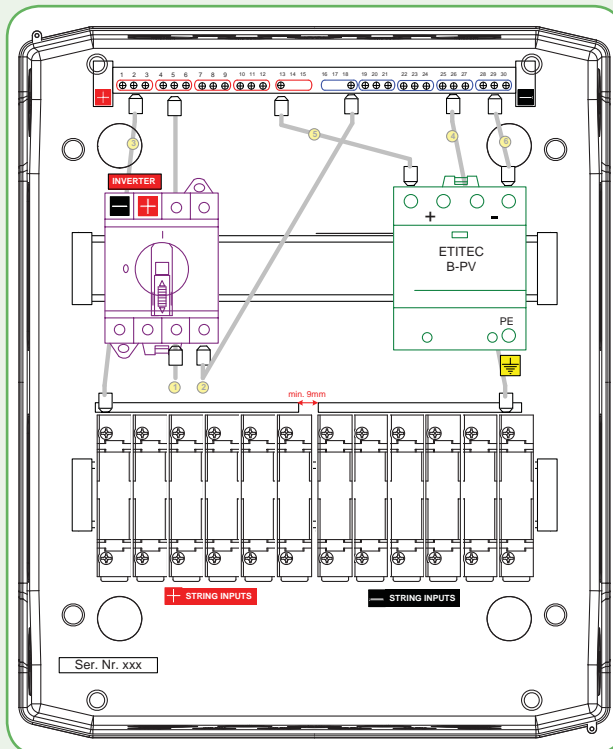 1 2 3 4 5 6 7 8 9 10 11 12 13 14 15 16 17 18 19 20 21 22 23 24 25 26 27 28 29 30
+ −
3 5 4 6
INVERTER
− +
I
0
+ -
ETITEC
B-PV
PE
1 2
min. 9mm
+ STRING INPUTS
− STRING INPUTS
Ser. Nr. xxx